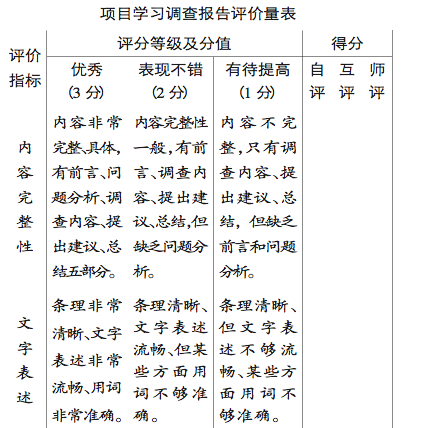 项目学习调查报告评价量表
评价指标
评分等级及分值
得分
优秀
(3 分)
表现不错
(2 分)
有待提高
(1 分)
自评
互评
师评
内容完整性
内容非常
完整、具体,
有前言、问
题分析、调
查内容、提
出建议、总
结五部分。
内容完整性
一般,有前
言、调查内
容、提出建
议、总结,但
缺乏问题分
析。
内容不完
整,只有调
查内容、提
出建议、总
结,但缺乏
前言和问题
分析。
文字表述
条理非常
清晰、文字
表述非常
流畅、用词
非常准确。
条理清晰、
文字表述
流畅、但某
些方面用
词不够准
确。
条理清晰、
但文字表
述不够流
畅、某些方
面用词不
够准确。